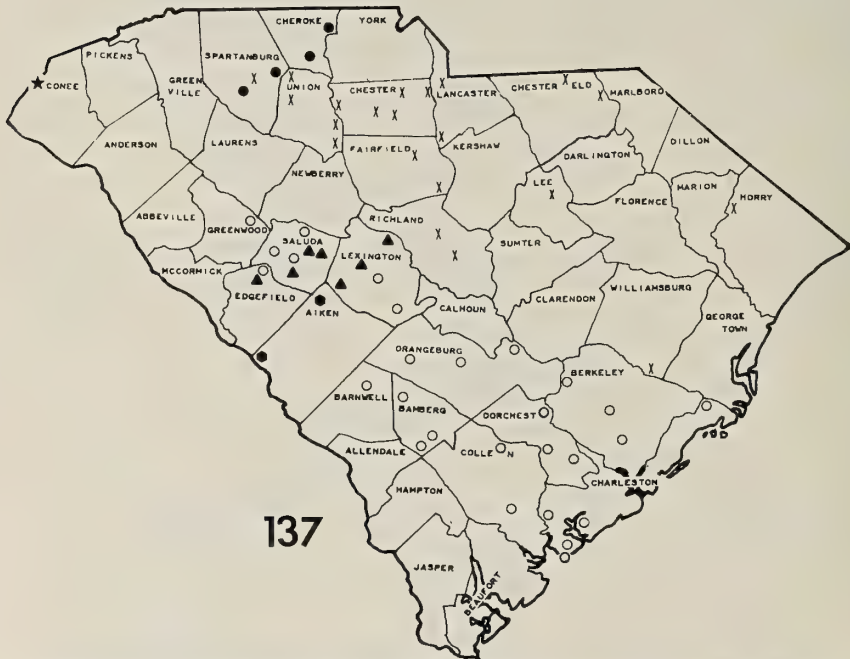 CHEROKE
YORK
SPARTANBURG
PICKENS
CONEE
GREEN
VILLE
UNION
CHESTER
LANCASTER
CHESTER
ELD
MARLBORO
ANDERSON
LAURENS
FAIRFIELD
KERSHAW
DARLINGTON
DILLON
NEWBERRY
LEE
MARION
HORRY
ABBEVILLE
GREENWOOD
RICHLAND
FLORENCE
SALUDA
LEXINGTON
SUMTER
MCCORMICK
EDGEFIELD
AIKEN
CALHOUN
CLARENDON
WILLIAMSBURG
GEORGE
TOWN
ORANGEBURG
BERKELEY
BARNWELL
BAMBERG
DORCHEST
ALLENDALE
COLLE N
HAMPTON
CHARLESTON
137
JASPER
BEAUFORT